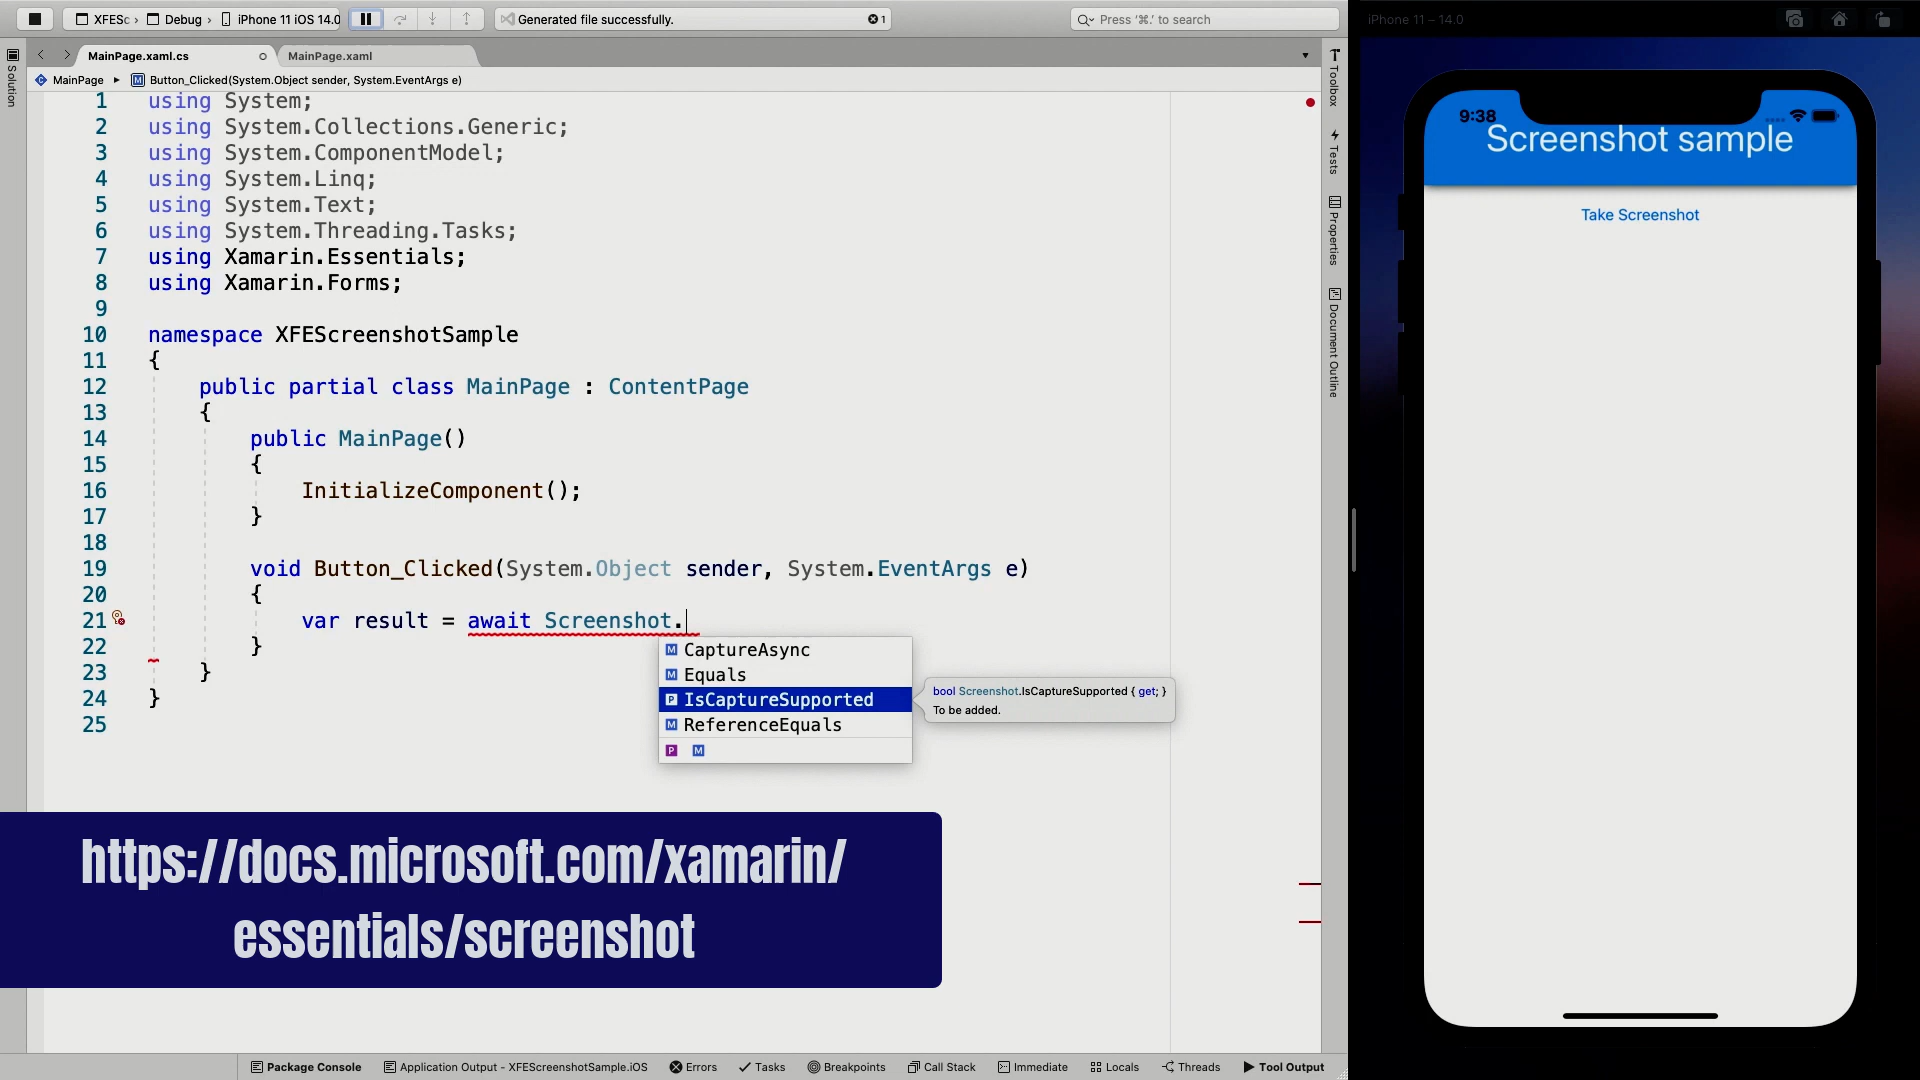 XFESc › Debug › iPhone 11 iOS 14.0
Generated file successfully.
1
Press '⌘.' to search
iPhone 11 – 14.0
Solution
MainPage.xaml.cs
MainPage.xaml
MainPage ▸ M Button_Clicked(System.Object sender, System.EventArgs e)
1 using System;
2 using System.Collections.Generic;
3 using System.ComponentModel;
4 using System.Linq;
5 using System.Text;
6 using System.Threading.Tasks;
7 using Xamarin.Essentials;
8 using Xamarin.Forms;
9
10 namespace XFEScreenshotSample
11 {
12 public partial class MainPage : ContentPage
13 {
14 public MainPage()
15 {
16 InitializeComponent();
17 }
18
19 void Button_Clicked(System.Object sender, System.EventArgs e)
20 {
21 var result = await Screenshot.
22 }
23 }
24 }
25
M CaptureAsync
M Equals
P IsCaptureSupported
M ReferenceEquals
P M
bool Screenshot.IsCaptureSupported { get; }
To be added.
https://docs.microsoft.com/xamarin/
essentials/screenshot
Toolbox
Tests
Properties
Document Outline
9:38
Screenshot sample
Take Screenshot
Package Console
Application Output - XFEScreenshotSample.iOS
Errors
Tasks
Breakpoints
Call Stack
Immediate
Locals
Threads
Tool Output